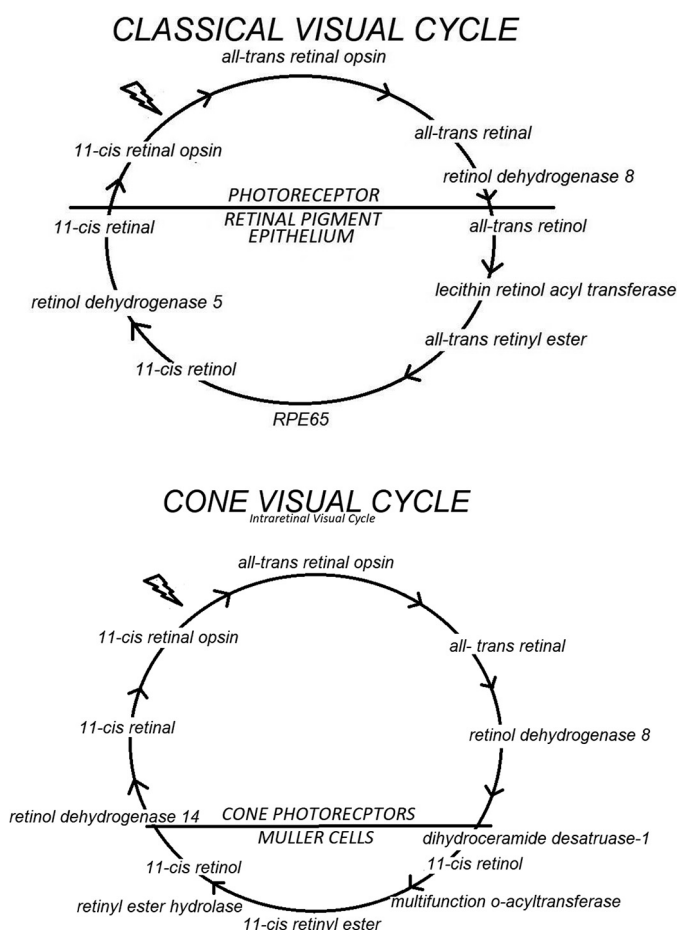 CLASSICAL VISUAL CYCLE
all-trans retinal opsin
all-trans retinal
11-cis retinal opsin
retinol dehydrogenase 8
PHOTORECEPTOR
RETINAL PIGMENT
EPITHELIUM
11-cis retinal
all-trans retinol
lecithin retinol acyl transferase
retinol dehydrogenase 5
all-trans retinyl ester
11-cis retinol
RPE65
CONE VISUAL CYCLE
Intraretinal Visual Cycle
all-trans retinal opsin
11-cis retinal opsin
all- trans retinal
11-cis retinal
retinol dehydrogenase 8
retinol dehydrogenase 14
CONE PHOTORECPTORS
MULLER CELLS
dihydroceramide desatruase-1
11-cis retinol
11-cis retinol
multifunction o-acyltransferase
retinyl ester hydrolase
11-cis retinyl ester